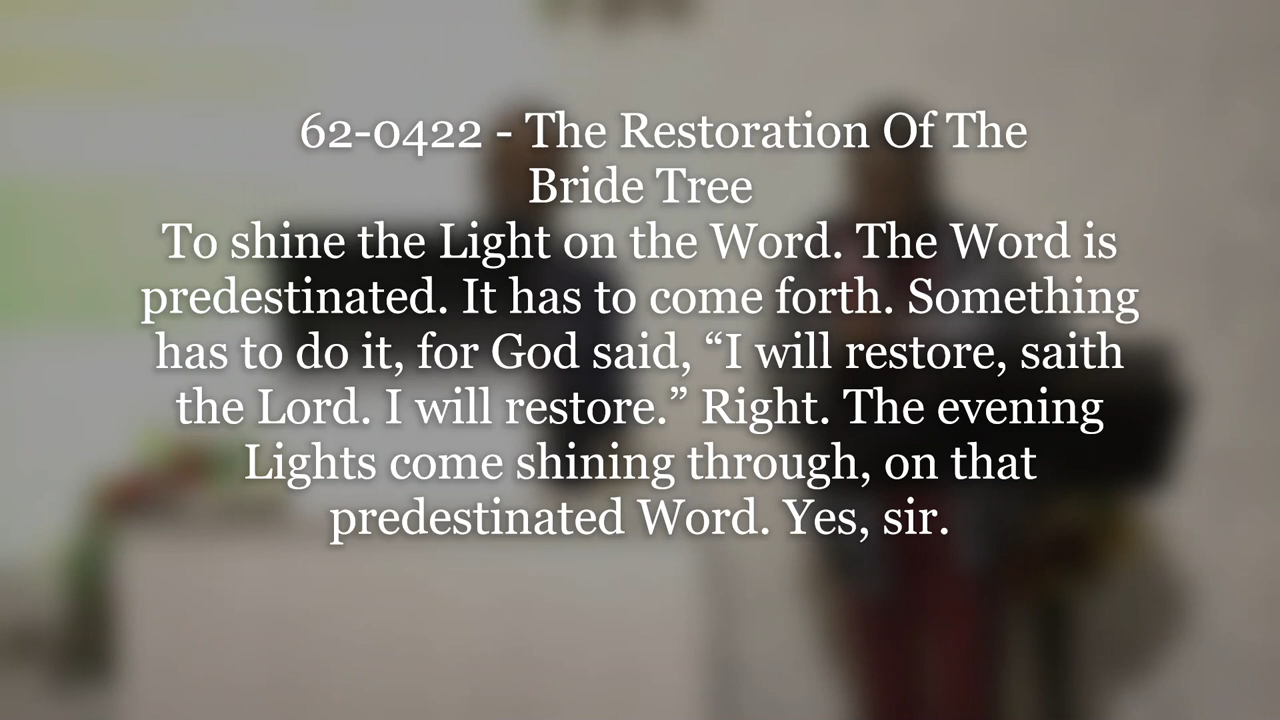 62-0422 - The Restoration Of The
Bride Tree
To shine the Light on the Word. The Word is
predestinated. It has to come forth. Something
has to do it, for God said, “I will restore, saith
the Lord. I will restore.” Right. The evening
Lights come shining through, on that
predestinated Word. Yes, sir.